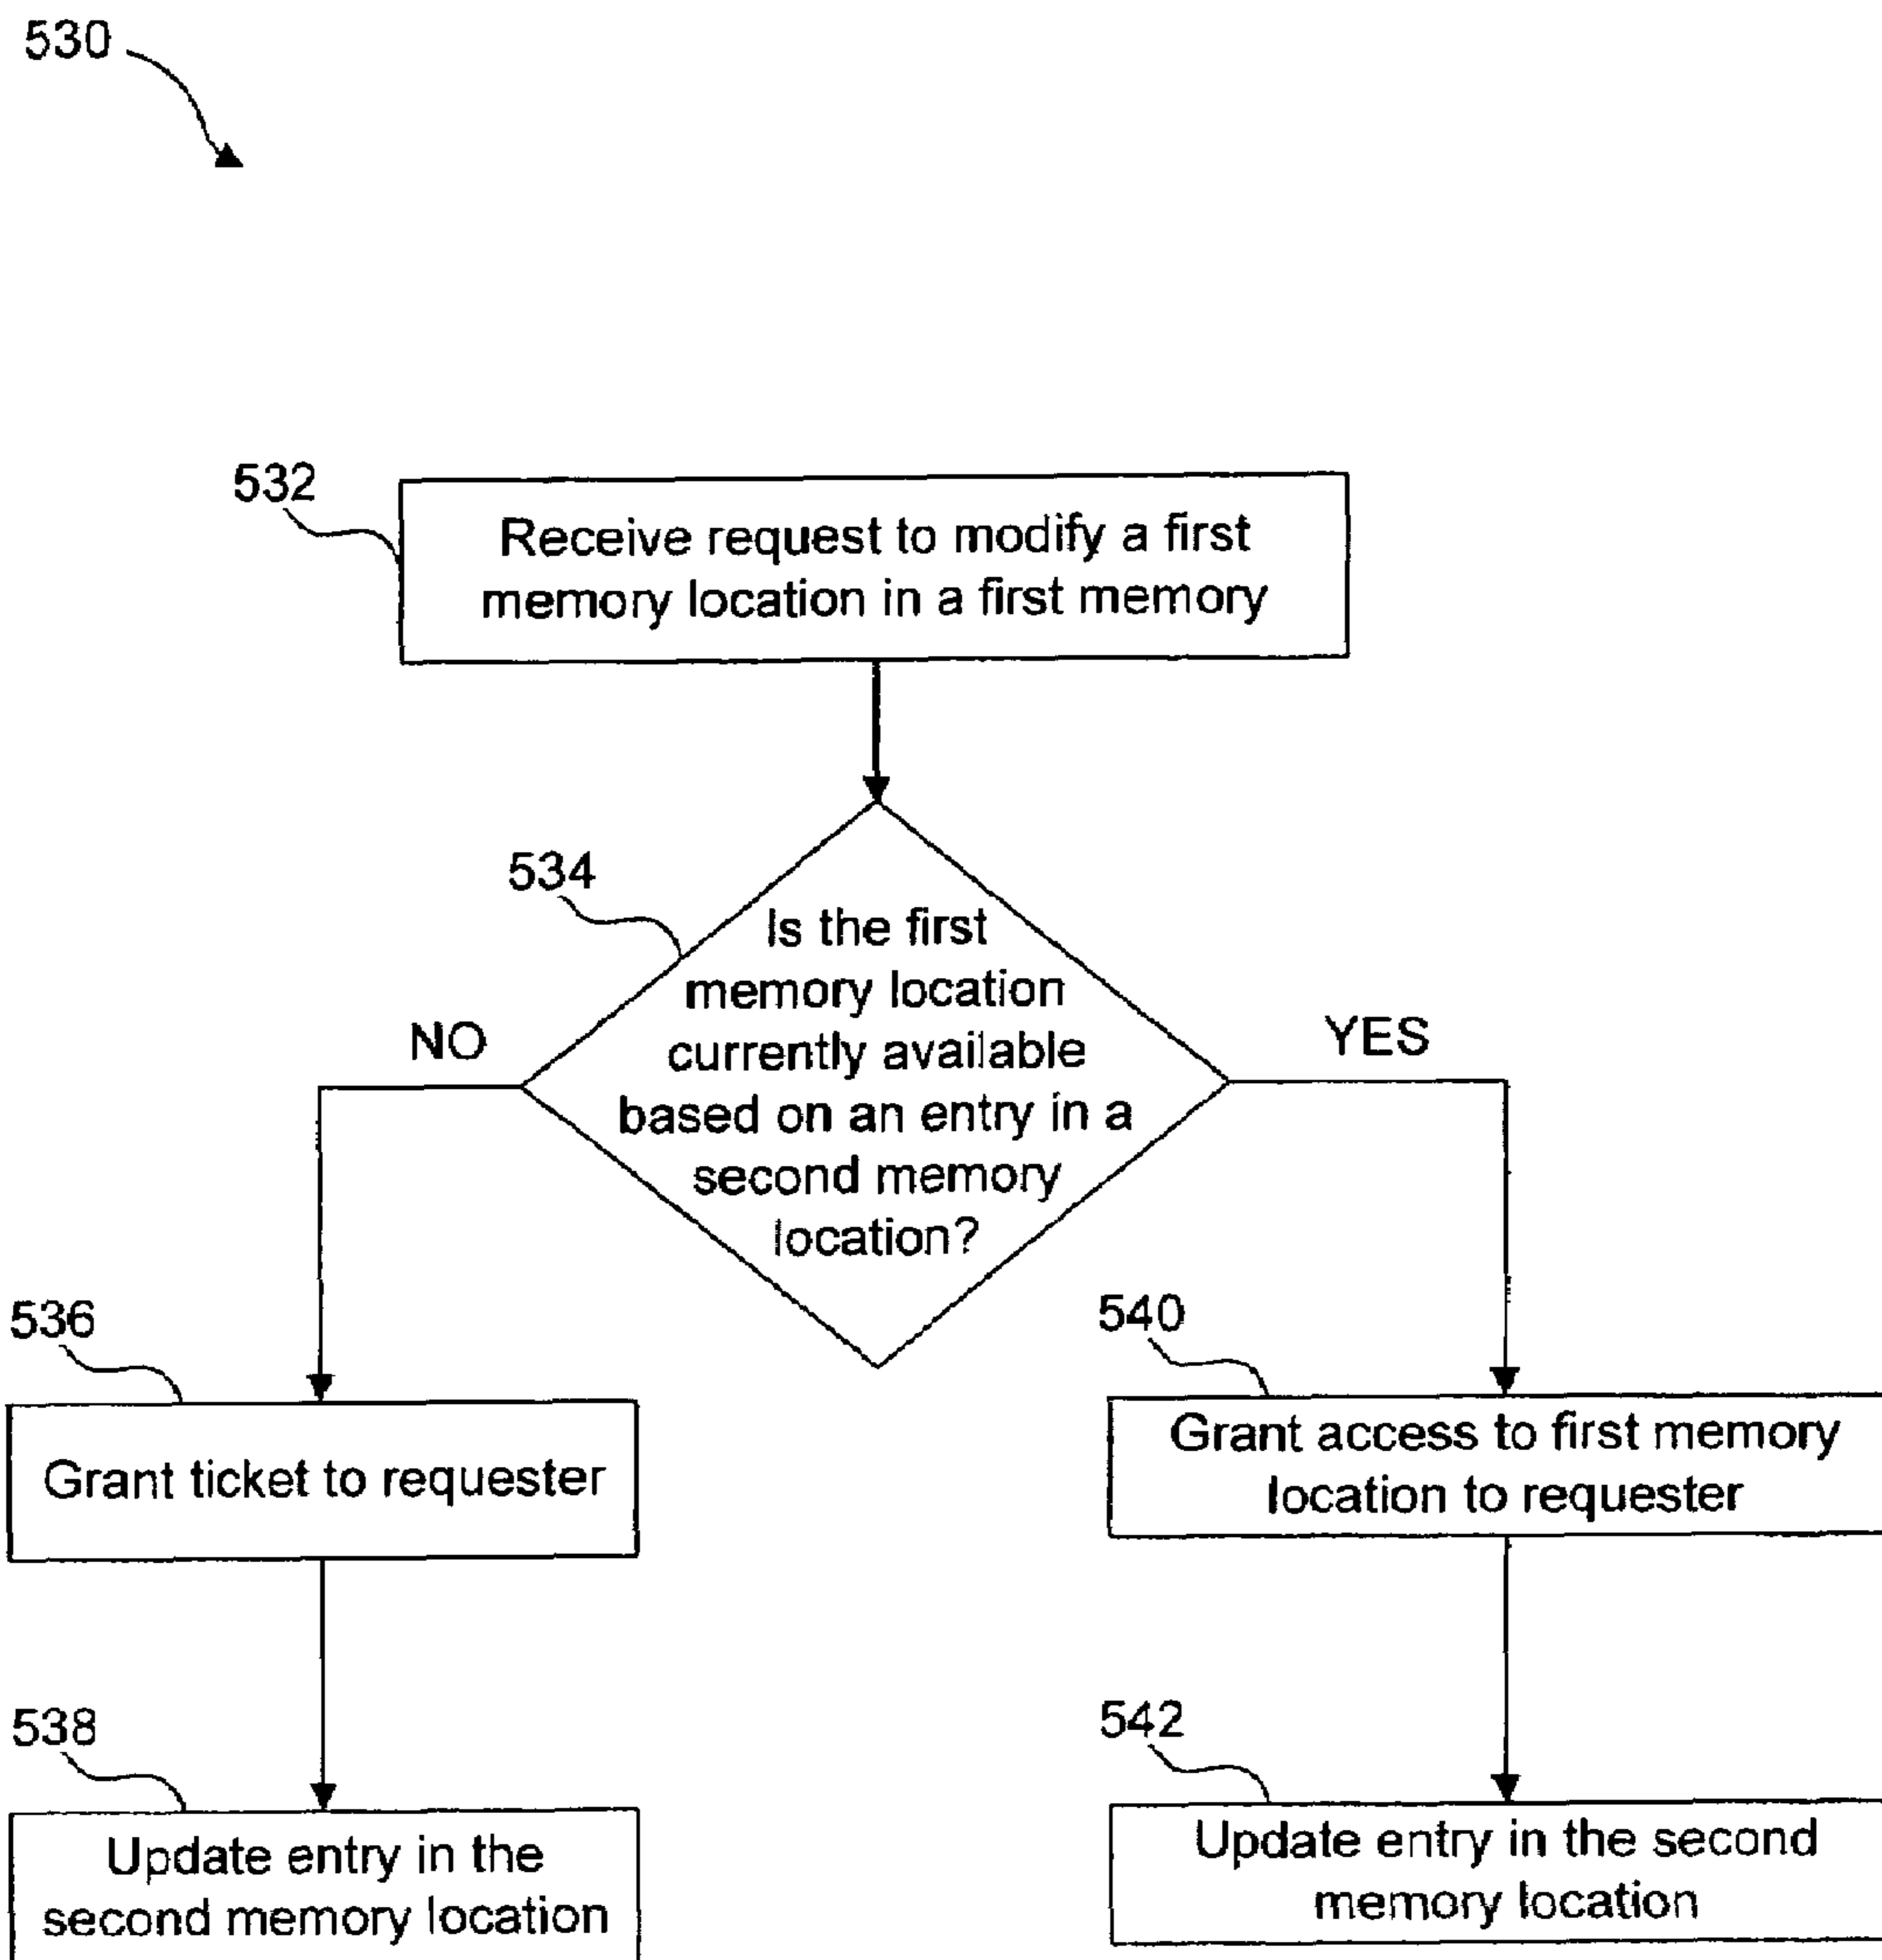 530
532
Receive request to modify a first
memory location in a first memory
534
Is the first
memory location
currently available
based on an entry in a
second memory
location?
NO
YES
536
Grant ticket to requester
540
Grant access to first memory
location to requester
538
Update entry in the
second memory location
542
Update entry in the second
memory location